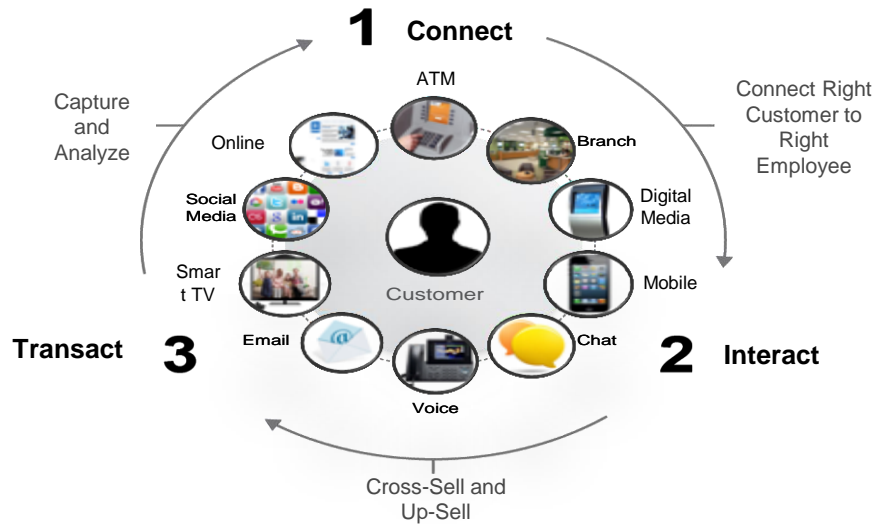 1 Connect
ATM
Capture
and
Analyze
Connect Right
Customer to
Right
Employee
Online
Branch
Social
Media
Digital
Media
Smar
t TV
Mobile
Customer
Email
Chat
Transact 3
2 Interact
Voice
Cross-Sell and
Up-Sell